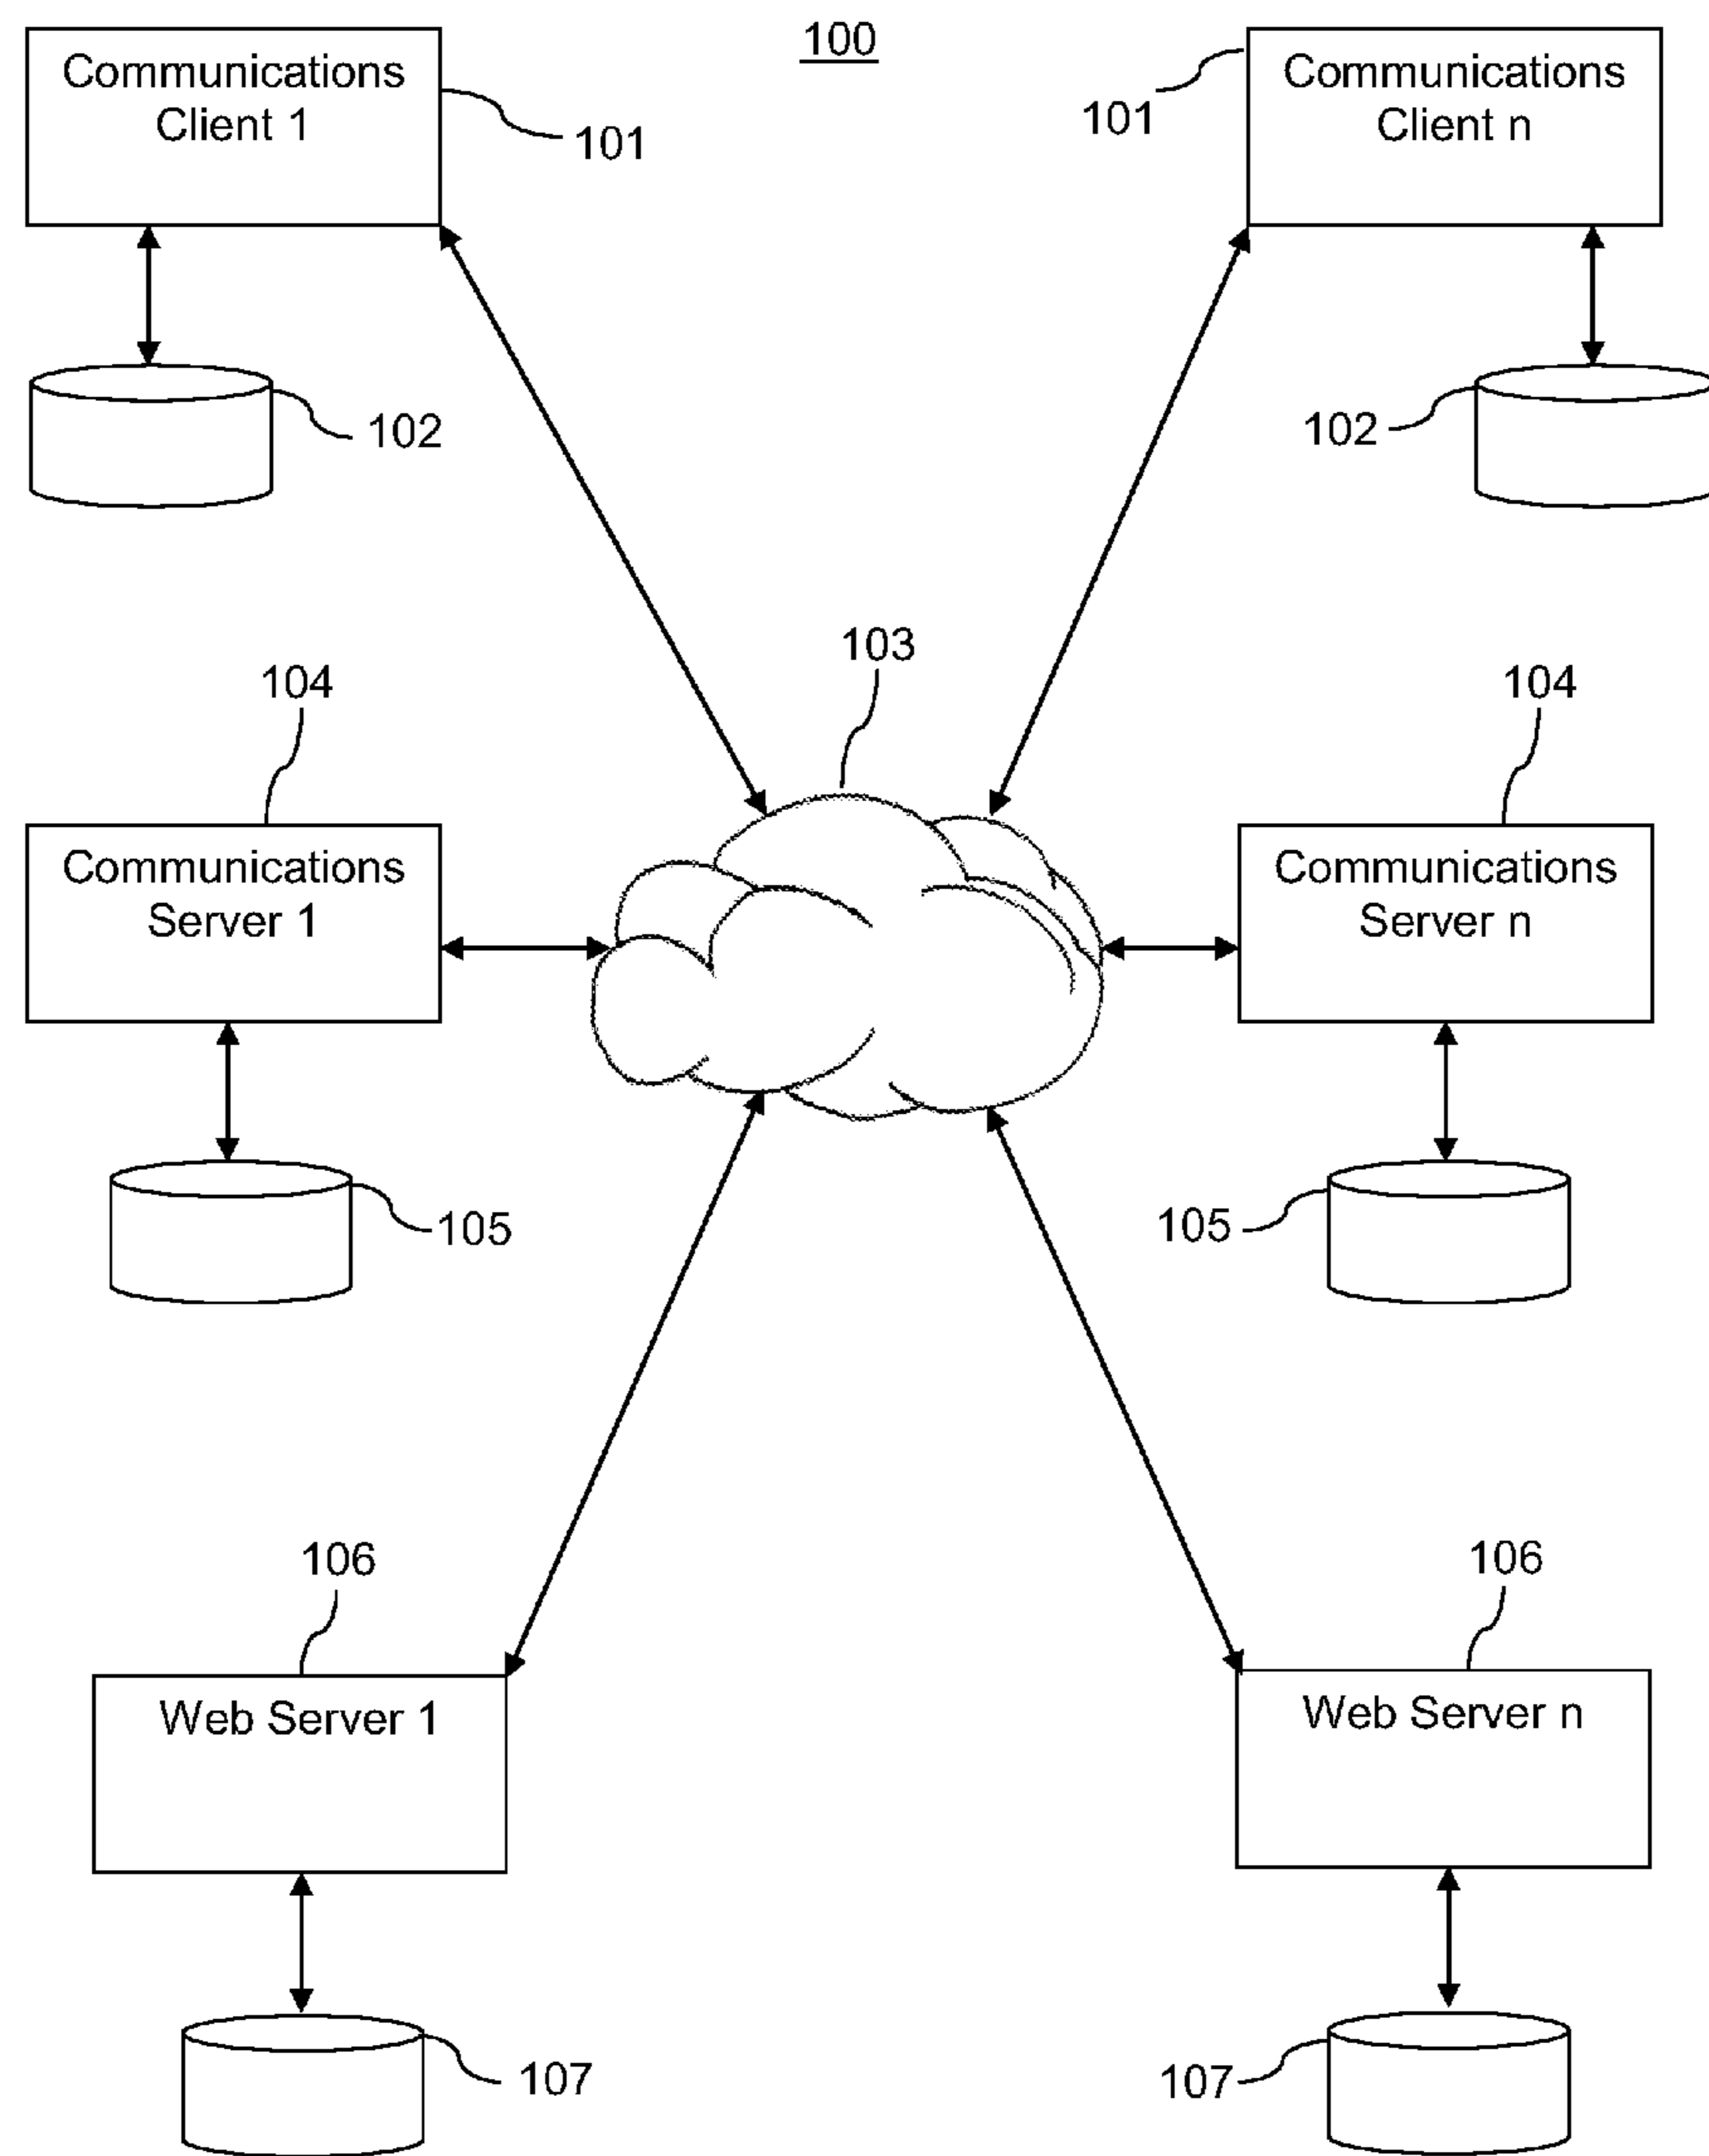 100
Communications
Client 1
101
Communications
Client n
101
102
102
103
104
104
Communications
Server 1
Communications
Server n
105
105
106
106
Web Server 1
Web Server n
107
107